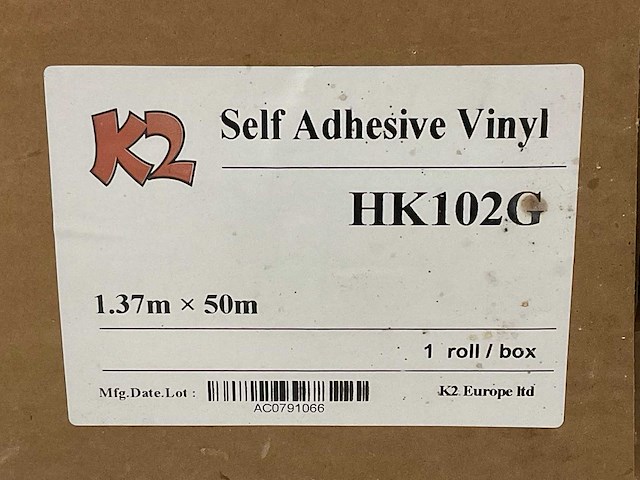 K2
Self Adhesive Vinyl
HK102G
1.37m × 50m
1 roll / box
Mfg.Date.Lot :
AC0791066
K2 Europe ltd